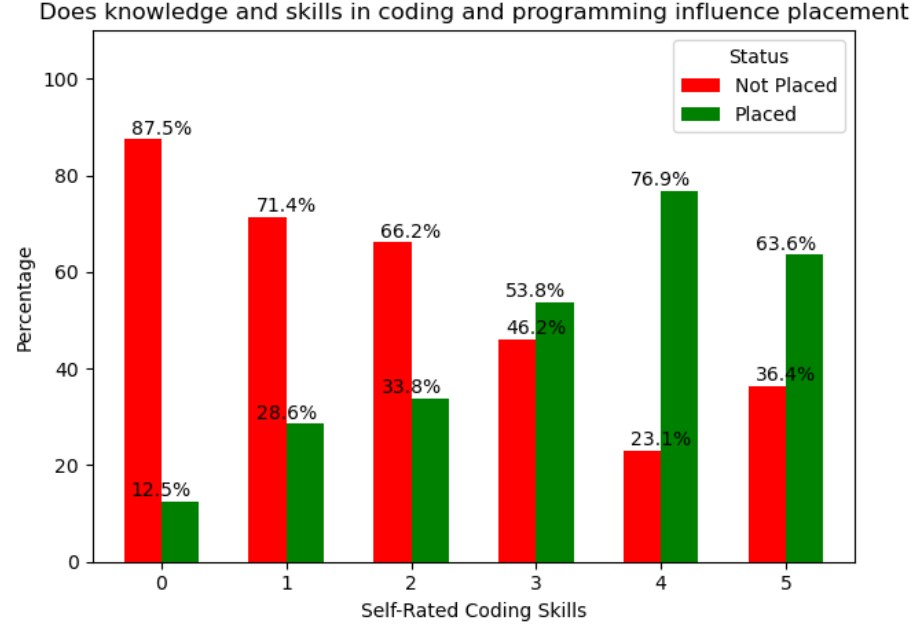 Does knowledge and skills in coding and programming influence placement
Status
Not Placed
Placed
Percentage
100
80
60
40
20
0
87.5%
12.5%
71.4%
28.6%
66.2%
33.8%
46.2%
53.8%
23.1%
76.9%
36.4%
63.6%
0 1 2 3 4 5
Self-Rated Coding Skills